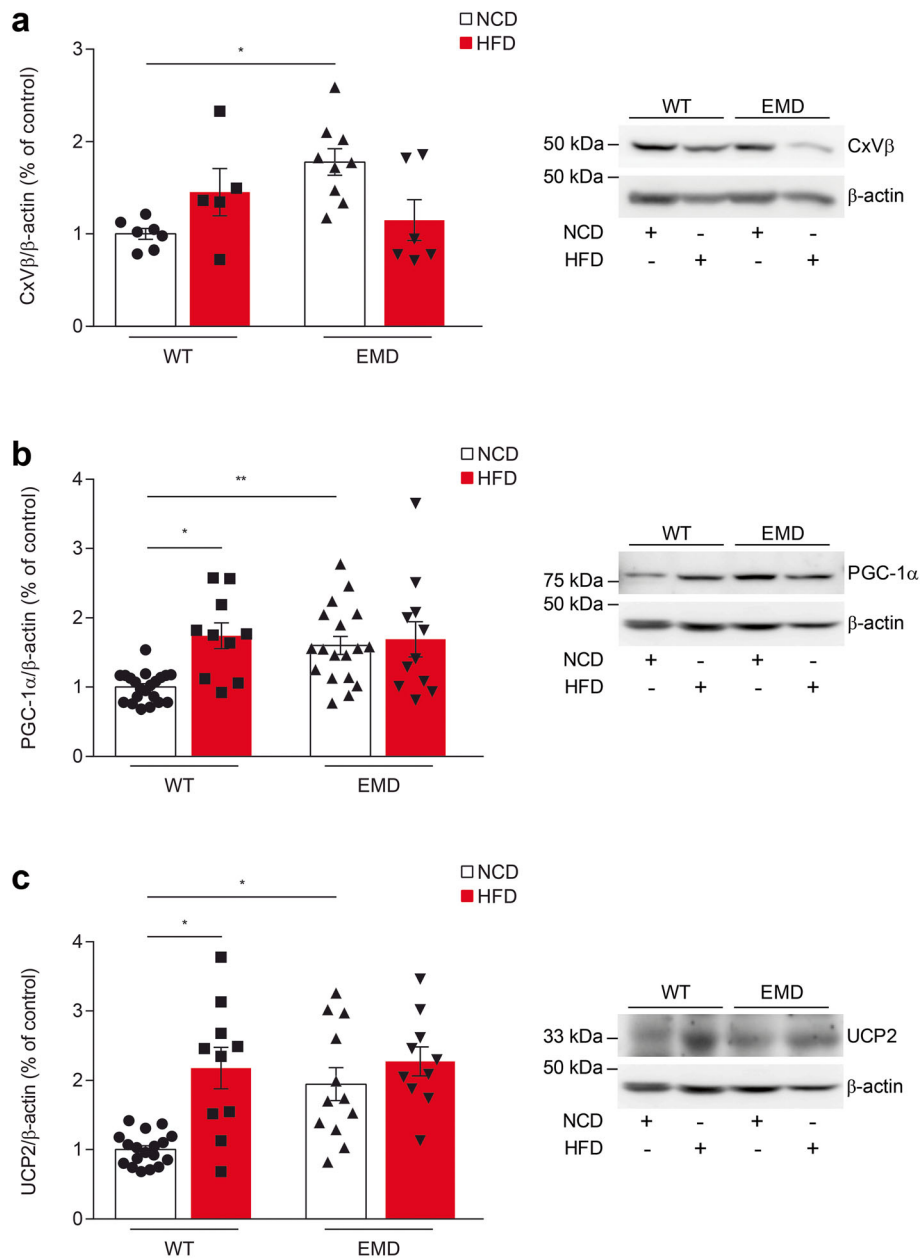 a
NCD
HFD
CxVβ/β-actin (% of control)
3
2
1
0
*
WT
EMD
WT
EMD
50 kDa
CxVβ
50 kDa
β-actin
NCD + - + -
HFD - + - +
b
NCD
HFD
PGC-1α/β-actin (% of control)
4
3
2
1
0
**
*
WT
EMD
WT
EMD
75 kDa
PGC-1α
50 kDa
β-actin
NCD + - + -
HFD - + - +
c
NCD
HFD
UCP2/β-actin (% of control)
4
3
2
1
0
*
*
WT
EMD
WT
EMD
33 kDa
UCP2
50 kDa
β-actin
NCD + - + -
HFD - + - +